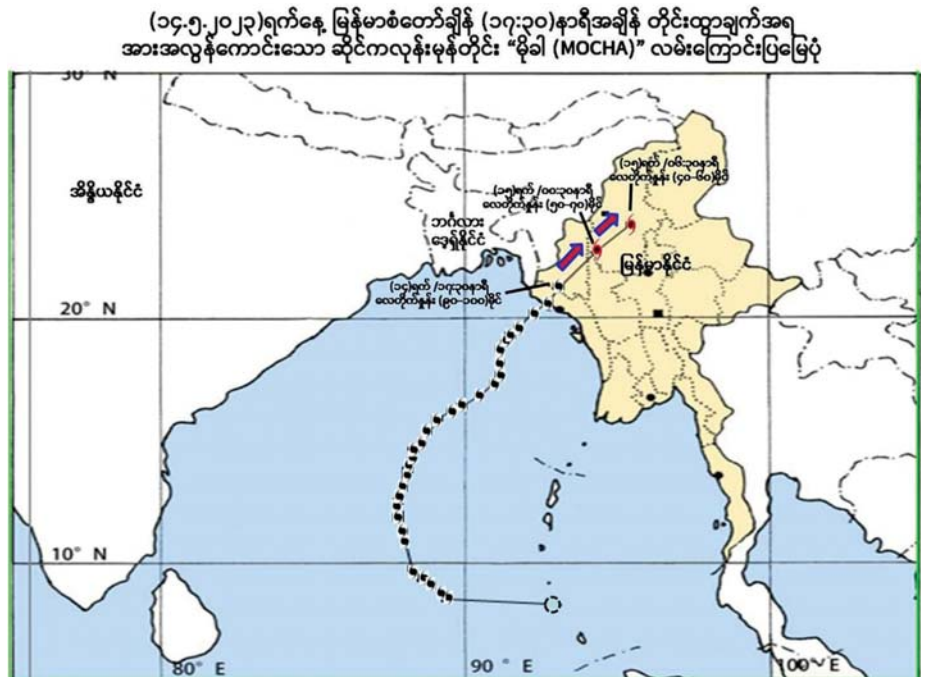 (၁၄.၅.၂၀၂၃)ရက်နေ့ မြန်မာစံတော်ချိန် (၁၇:၃၀)နာရီအချိန် တိုင်းထွာချက်အရ
အားအလွန်ကောင်းသော ဆိုင်ကလုန်းမုန်တိုင်း “မိုခါ (MOCHA)” လမ်းကြောင်းပြမြေပုံ
30° N
(၁၅)ရက် /၀၆:၃၀နာရီ
လေတိုက်နှုန်း (၄၀-၆၀)မိုင်
(၁၅)ရက် /၀၀:၃၀နာရီ
လေတိုက်နှုန်း (၅၀-၇၀)မိုင်
အိန္ဒိယနိုင်ငံ
ဘင်္ဂလား
ဒေ့ရှ်နိုင်ငံ
မြန်မာနိုင်ငံ
(၁၄)ရက် /၁၇:၃၀နာရီ
လေတိုက်နှုန်း (၉၀-၁၀၀)မိုင်
20° N
10° N
80° E
90° E
100° E